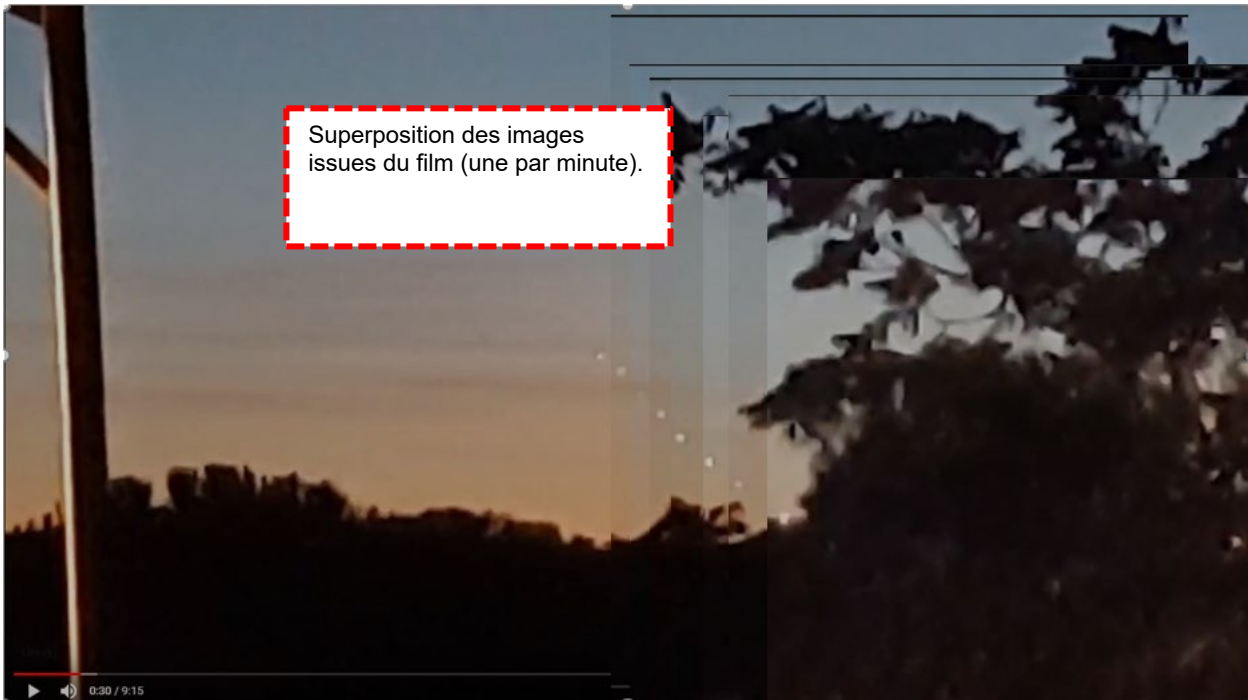 Superposition des images
issues du film (une par minute).
0:30 / 9:15